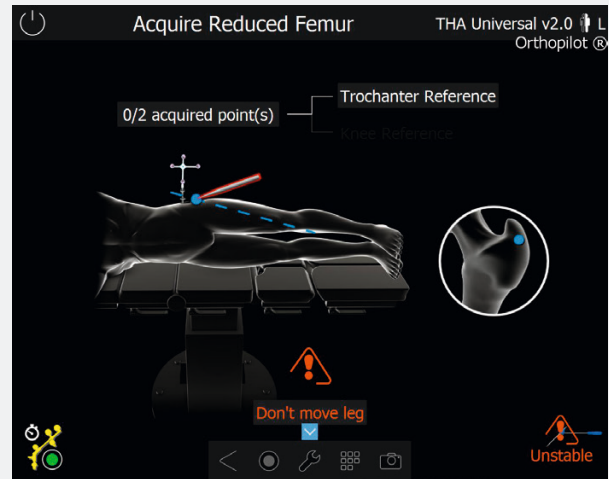 Acquire Reduced Femur
THA Universal v2.0 L
Orthopilot ®
0/2 acquired point(s)
Trochanter Reference
Knee Reference
Don't move leg
Unstable